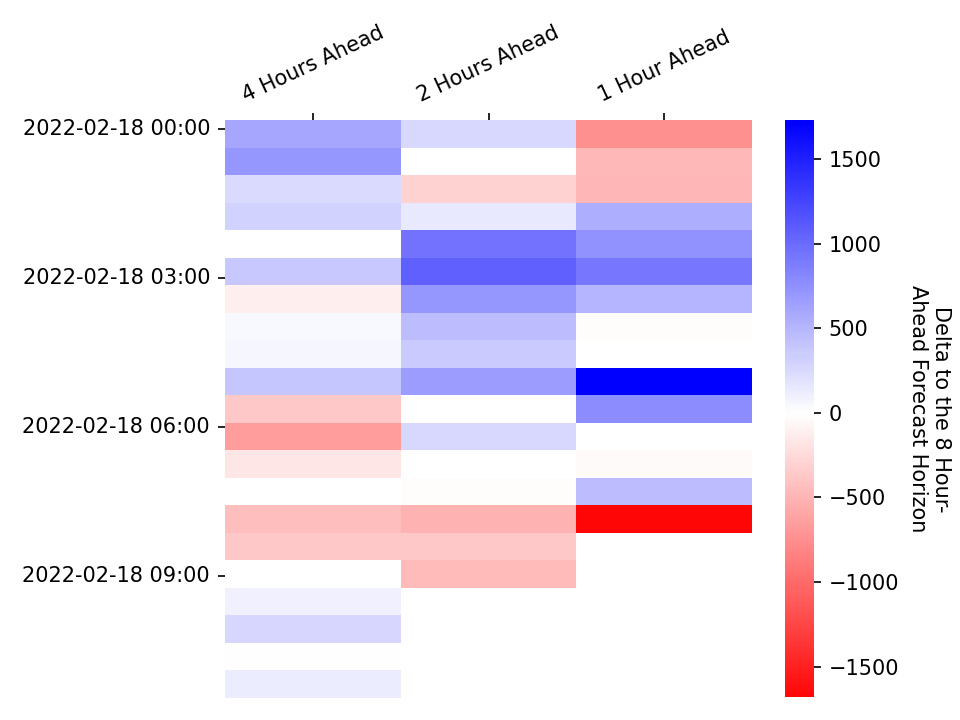 4 Hours Ahead
2 Hours Ahead
1 Hour Ahead
2022-02-18 00:00
2022-02-18 03:00
2022-02-18 06:00
2022-02-18 09:00
1500
1000
500
0
−500
−1000
−1500
Delta to the 8 Hour-
Ahead Forecast Horizon